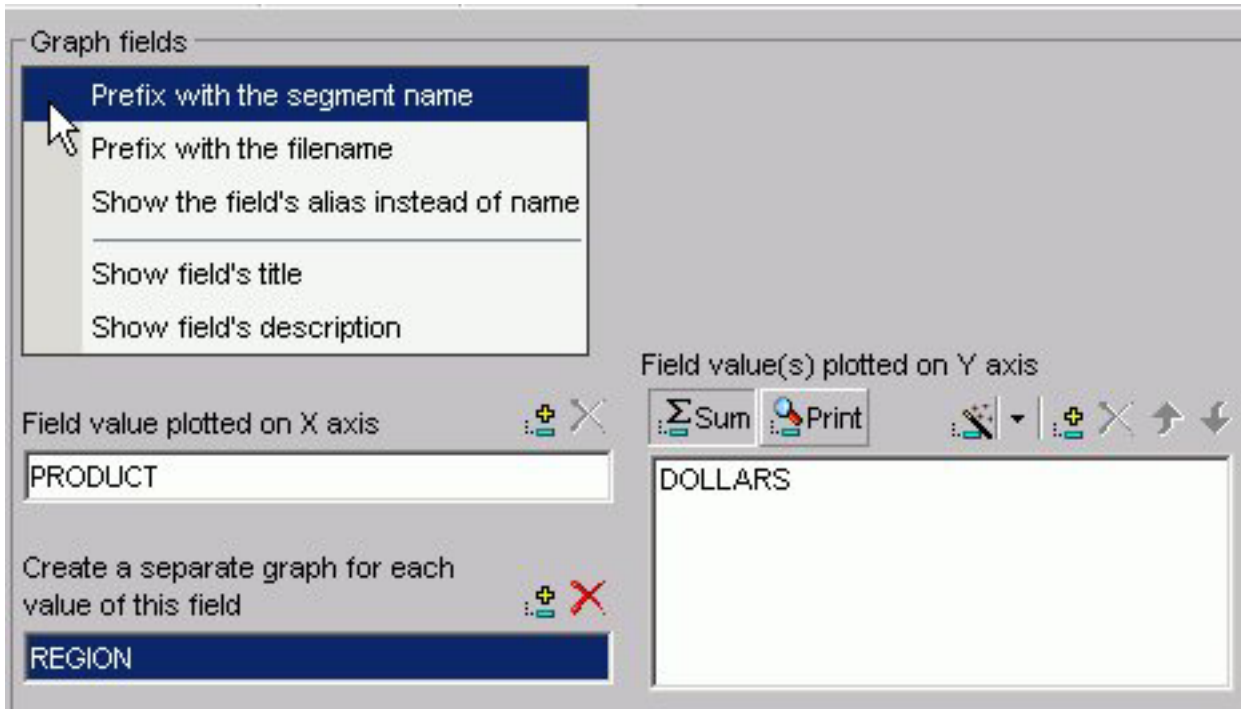 Graph fields
Prefix with the segment name
Prefix with the filename
Show the field's alias instead of name
Show field's title
Show field's description
Field value plotted on X axis
PRODUCT
Create a separate graph for each
value of this field
REGION
Field value(s) plotted on Y axis
Sum Print
DOLLARS